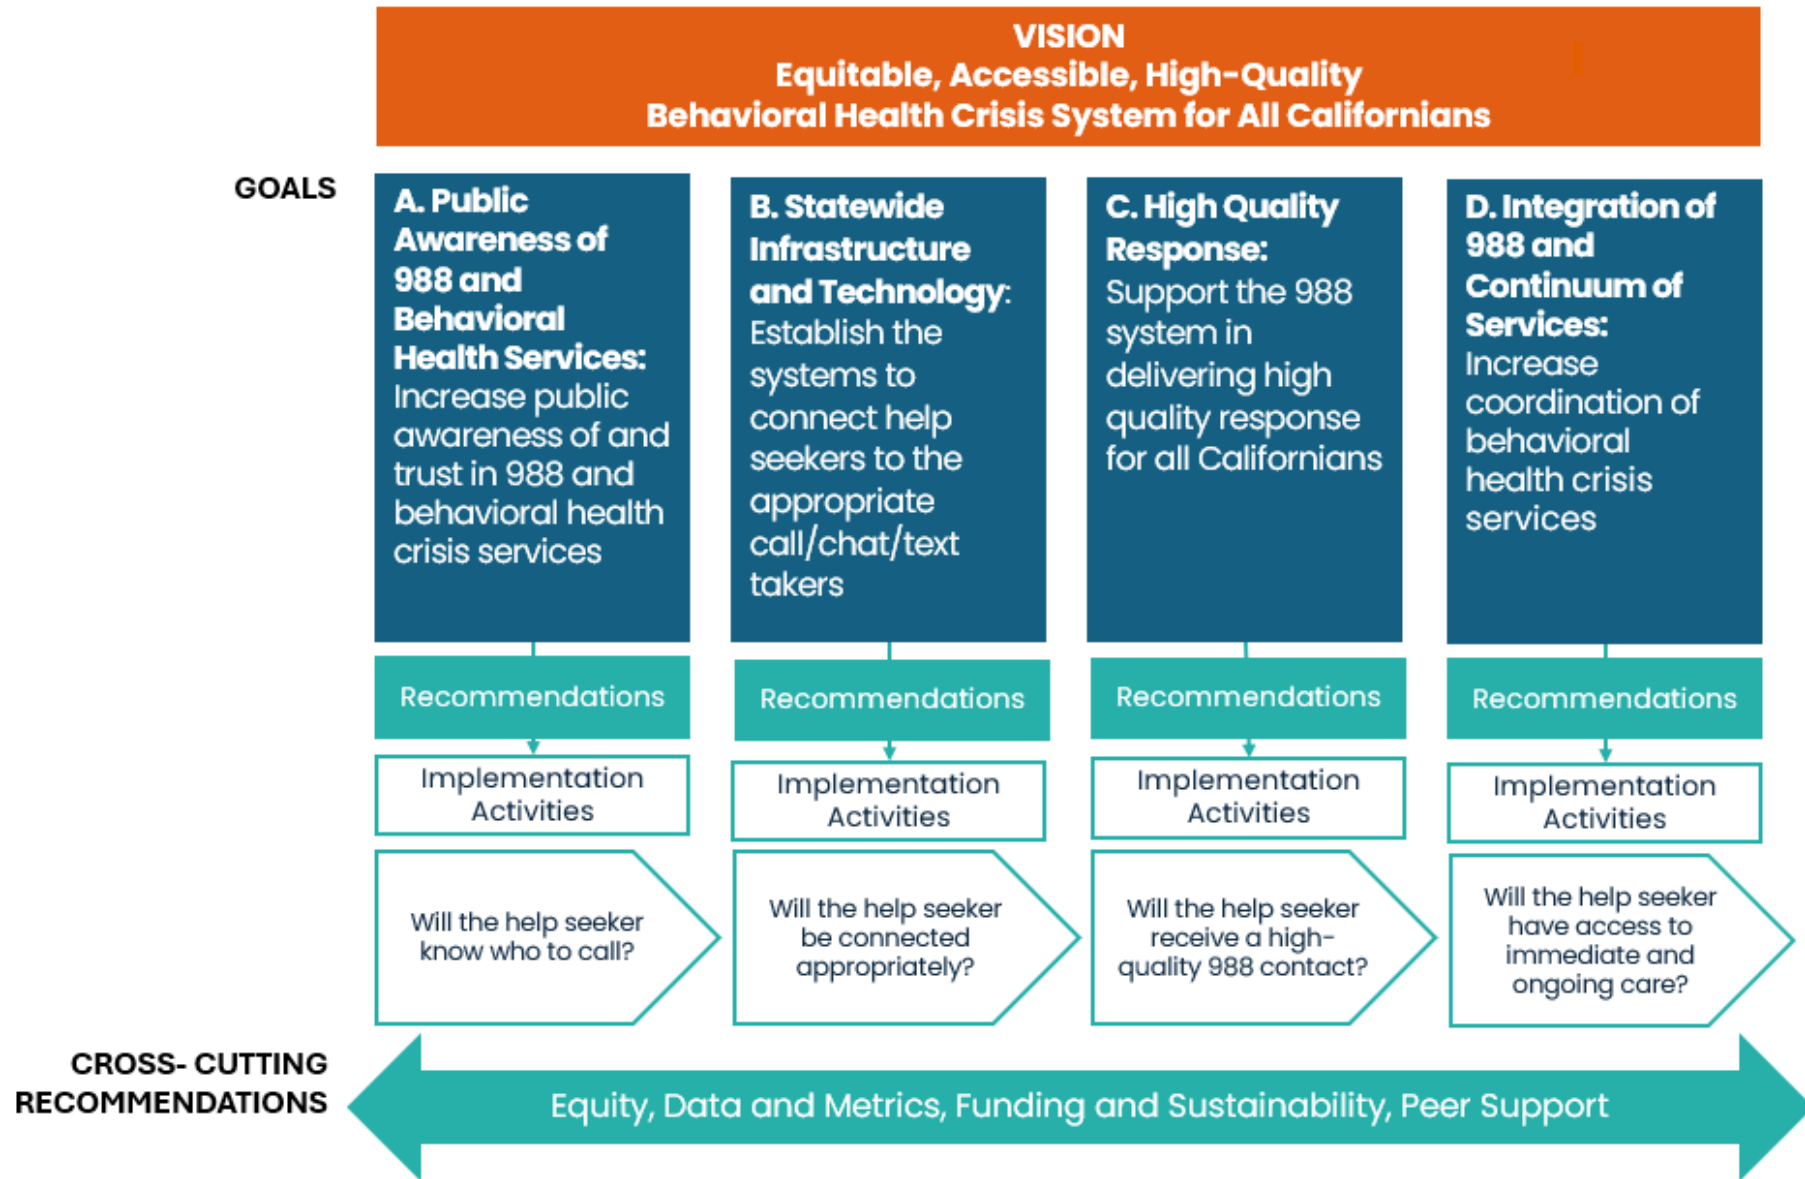 VISION
Equitable, Accessible, High-Quality
Behavioral Health Crisis System for All Californians
GOALS
A. Public
Awareness of
988 and
Behavioral
Health Services:
Increase public
awareness of and
trust in 988 and
behavioral health
crisis services
B. Statewide
Infrastructure
and Technology:
Establish the
systems to
connect help
seekers to the
appropriate
call/chat/text
takers
C. High Quality
Response:
Support the 988
system in
delivering high
quality response
for all Californians
D. Integration of
988 and
Continuum of
Services:
Increase
coordination of
behavioral
health crisis
services
Recommendations
Recommendations
Recommendations
Recommendations
Implementation
Activities
Implementation
Activities
Implementation
Activities
Implementation
Activities
Will the help seeker
know who to call?
Will the help seeker
be connected
appropriately?
Will the help seeker
receive a high-
quality 988 contact?
Will the help seeker
have access to
immediate and
ongoing care?
CROSS- CUTTING
RECOMMENDATIONS
Equity, Data and Metrics, Funding and Sustainability, Peer Support